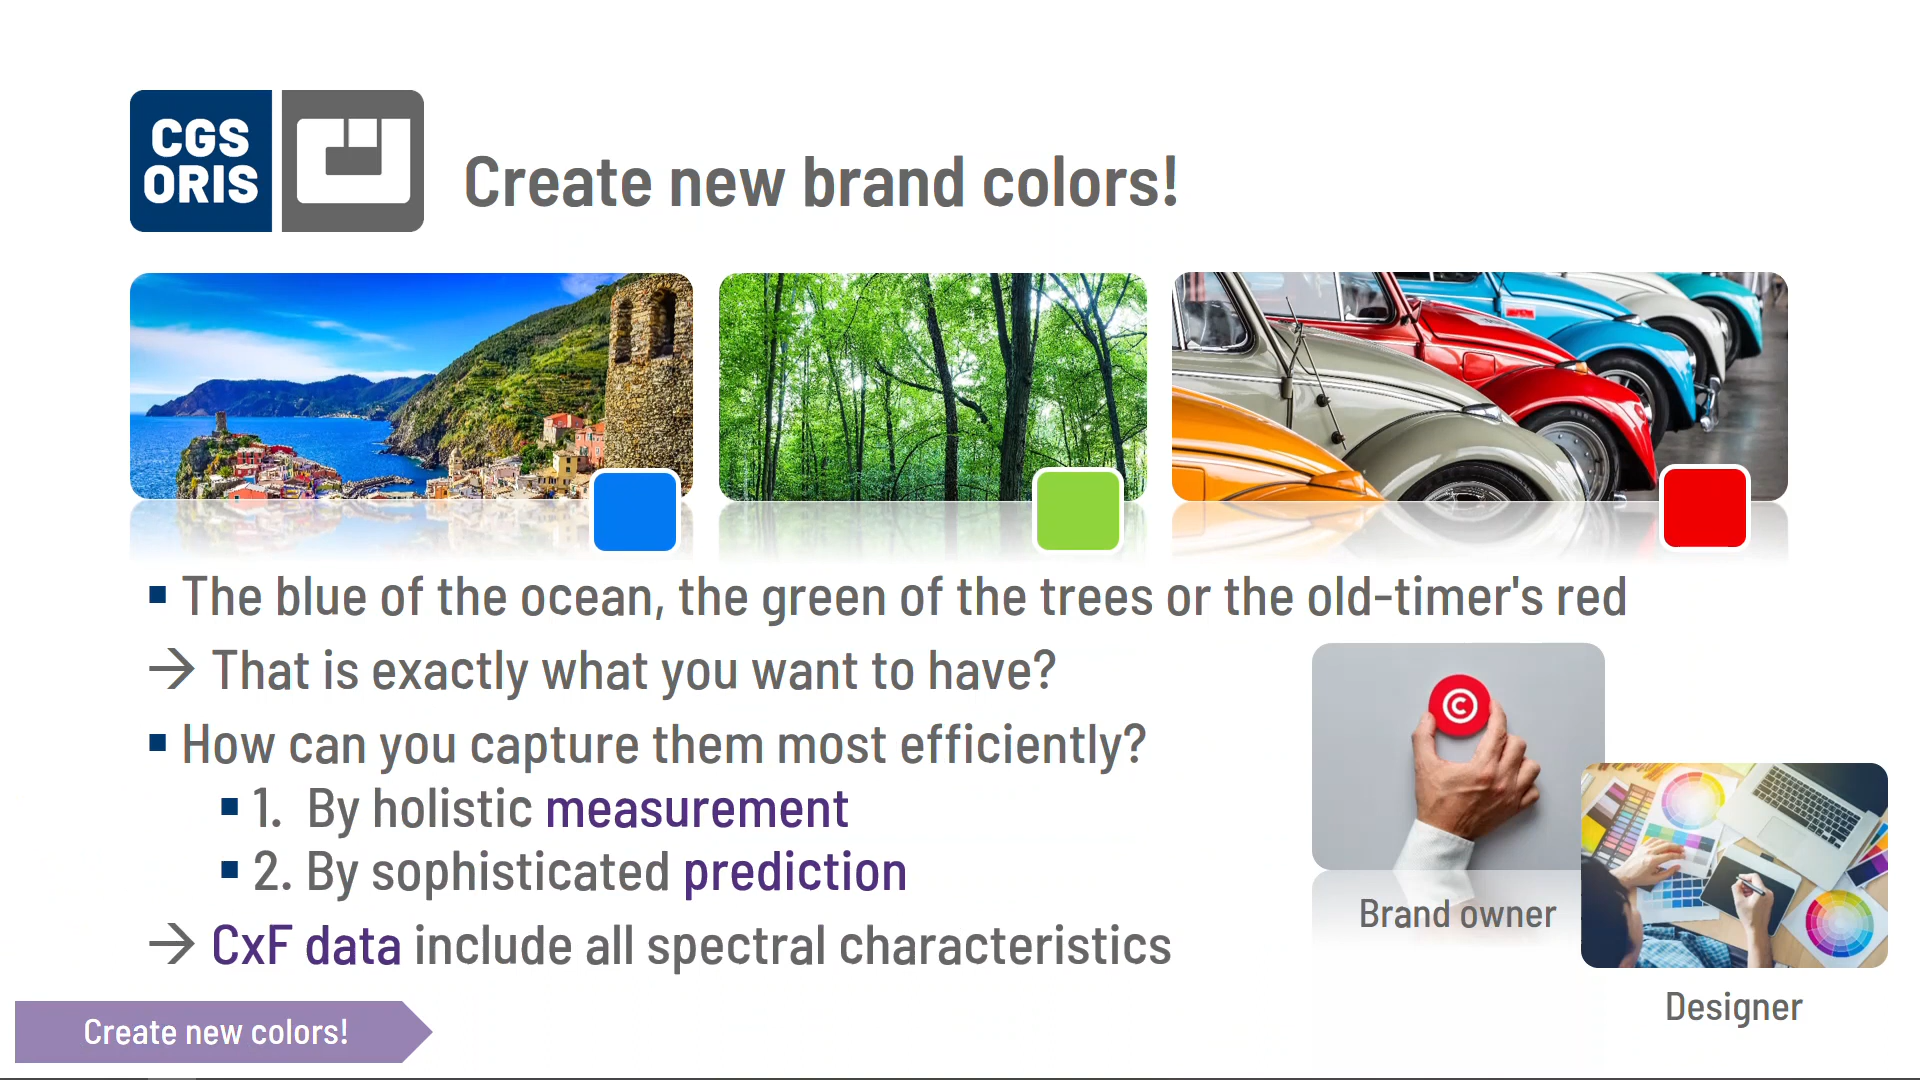 CGS
ORIS
Create new brand colors!
▪ The blue of the ocean, the green of the trees or the old-timer's red
→ That is exactly what you want to have?
▪ How can you capture them most efficiently?
▪ 1. By holistic measurement
▪ 2. By sophisticated prediction
→ CxF data include all spectral characteristics
©
Brand owner
Designer
Create new colors!